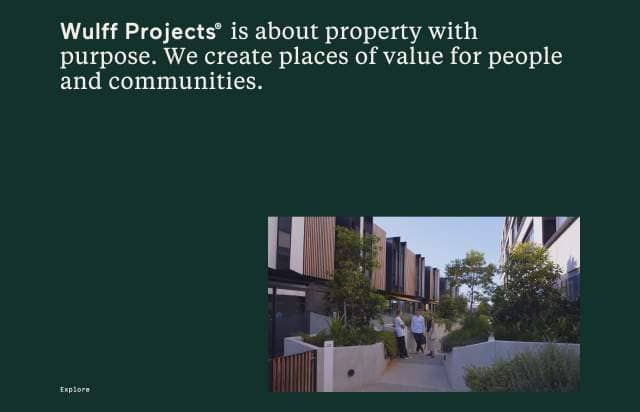 Wulff Projects® is about property with
purpose. We create places of value for people
and communities.
Explore